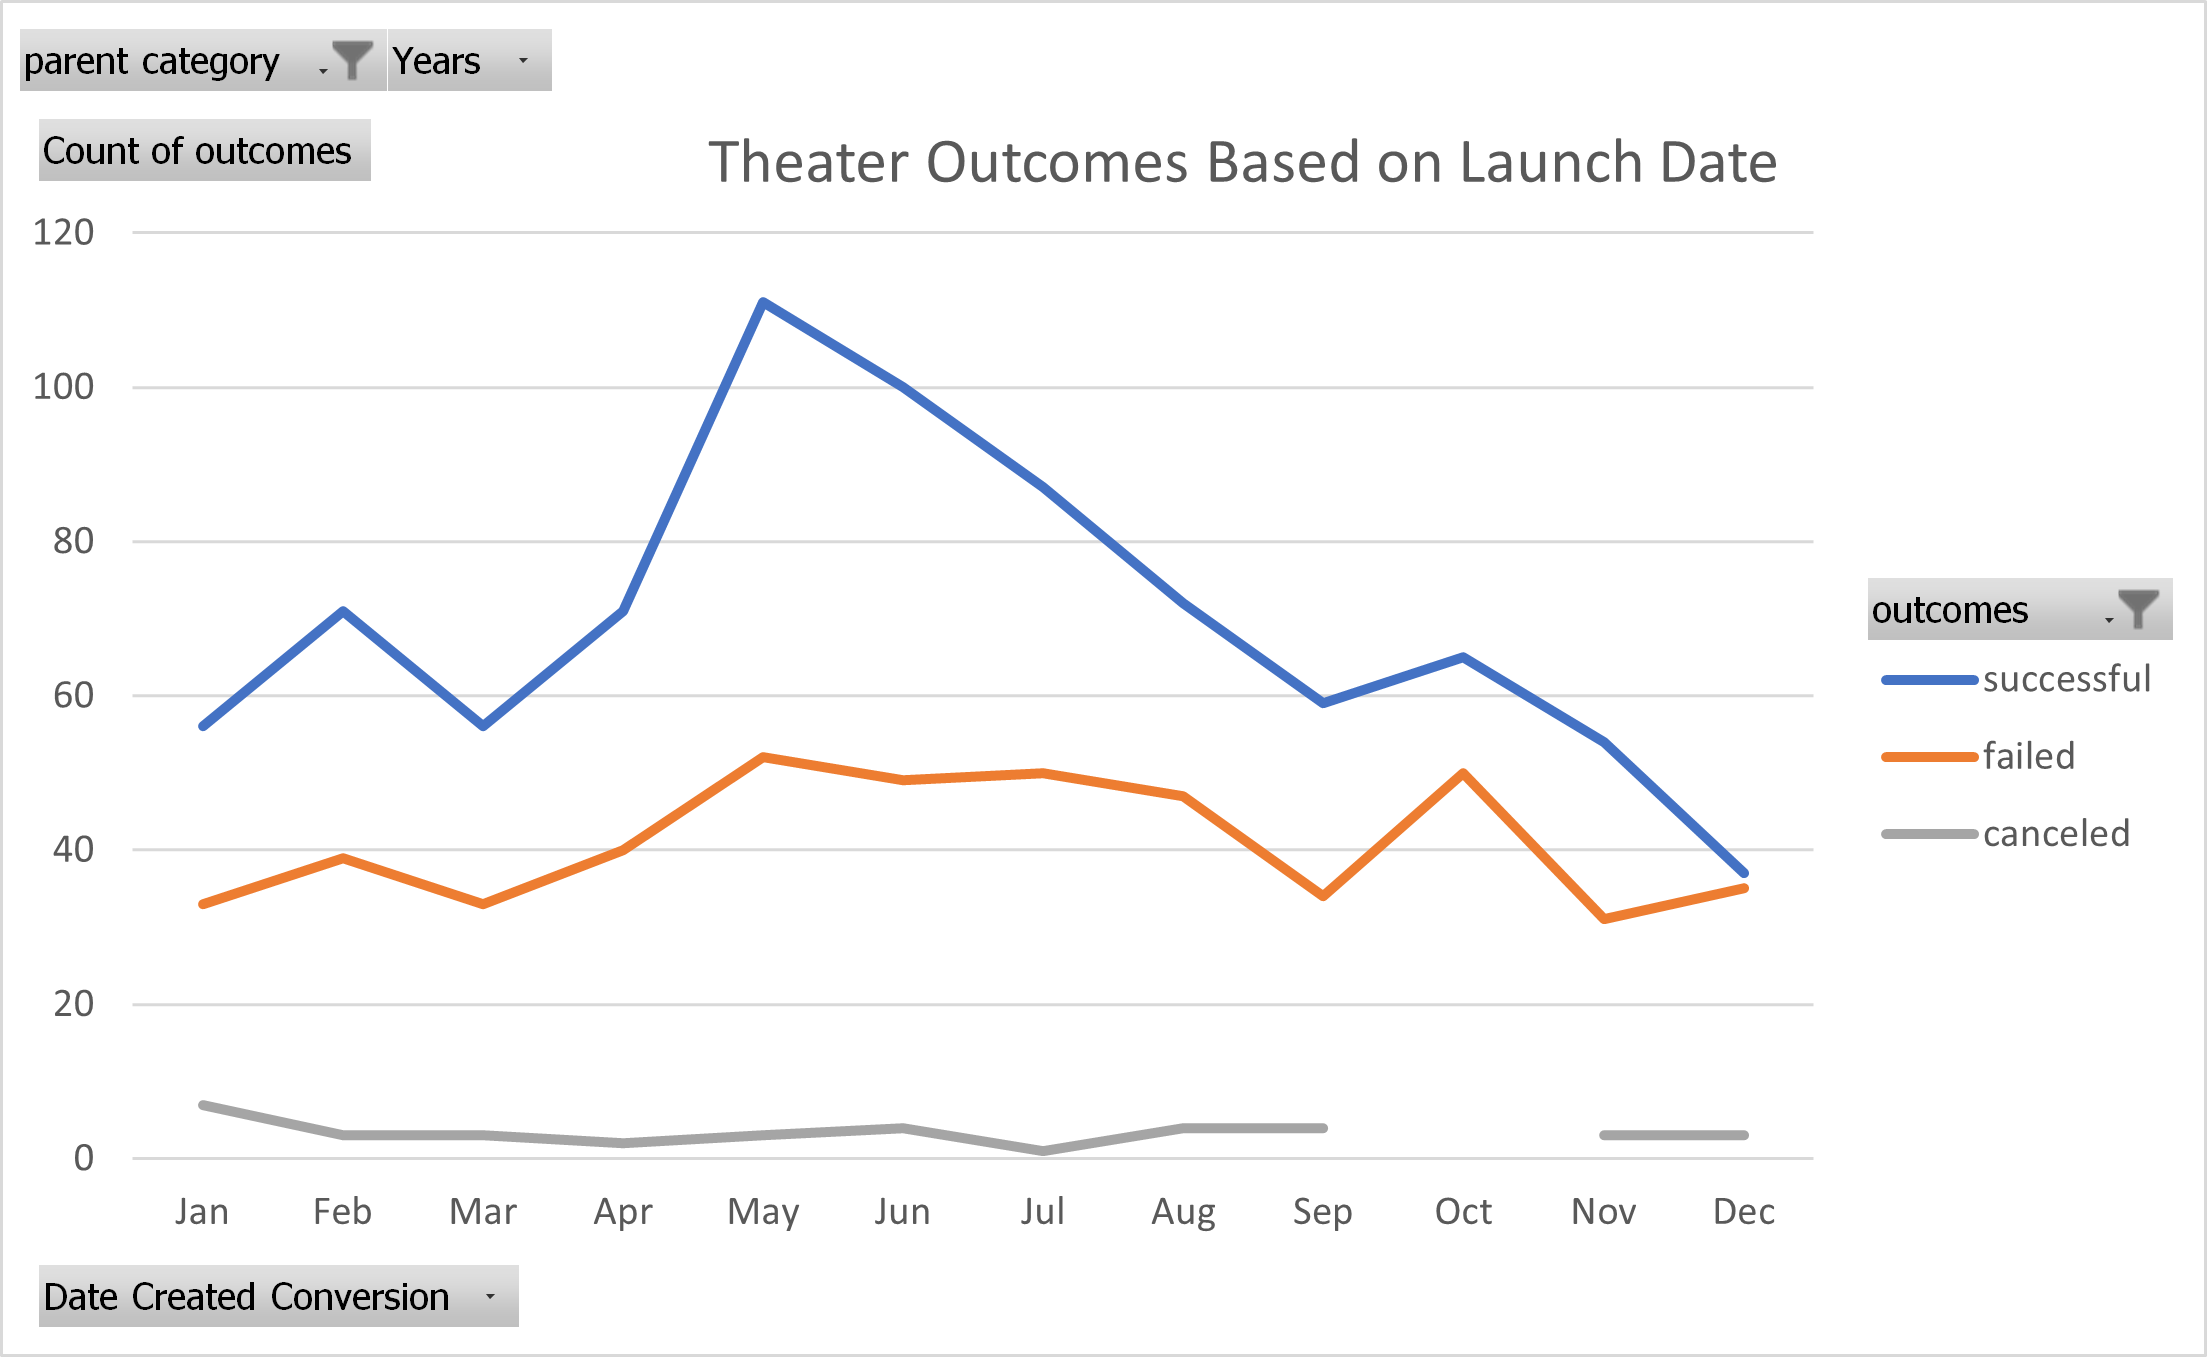 parent category Years
Count of outcomes
Theater Outcomes Based on Launch Date
120
100
80
60
40
20
0
Jan Feb Mar Apr May Jun Jul Aug Sep Oct Nov Dec
outcomes
successful
failed
canceled
Date Created Conversion